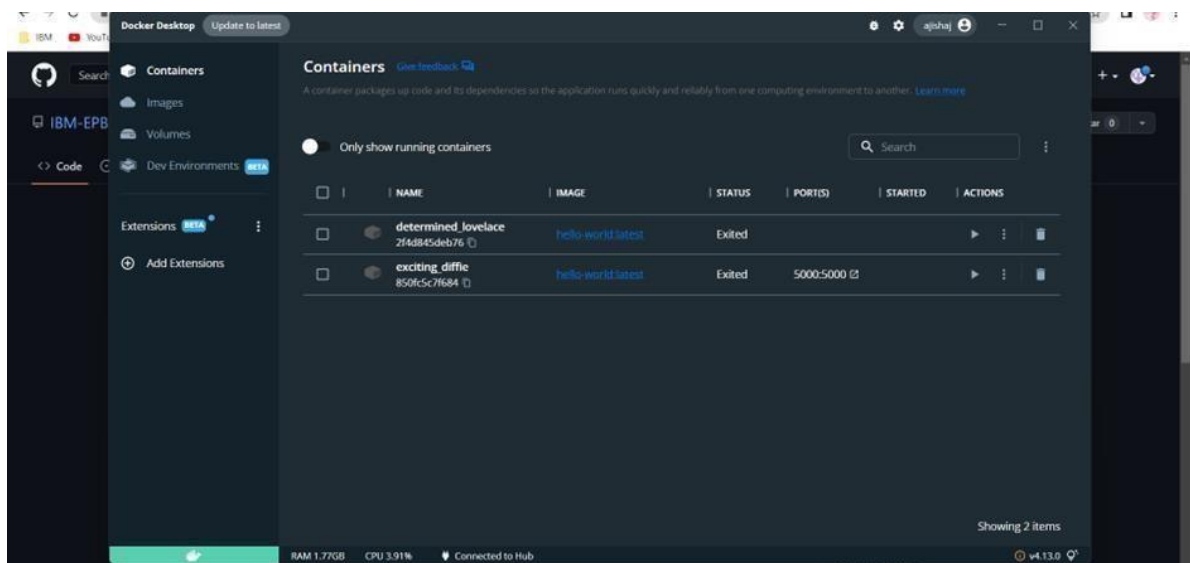 Docker Desktop Update to latest ajishaj
IBM
Search
IBM-EPB
Code
Containers
Images
Volumes
Dev Environments BETA
Extensions BETA
Add Extensions
Containers Give feedback
A container packages up code and its dependencies so the application runs quickly and reliably from one computing environment to another. Learn more
Only show running containers
Search
NAME IMAGE STATUS PORT(S) STARTED ACTIONS
determined_lovelace hello-world:latest Exited
2f4d845deb76
exciting_diffie hello-world:latest Exited 5000:5000
850fc5c7f684
Showing 2 items
RAM 1.77GB CPU 3.91% Connected to Hub v4.13.0
0